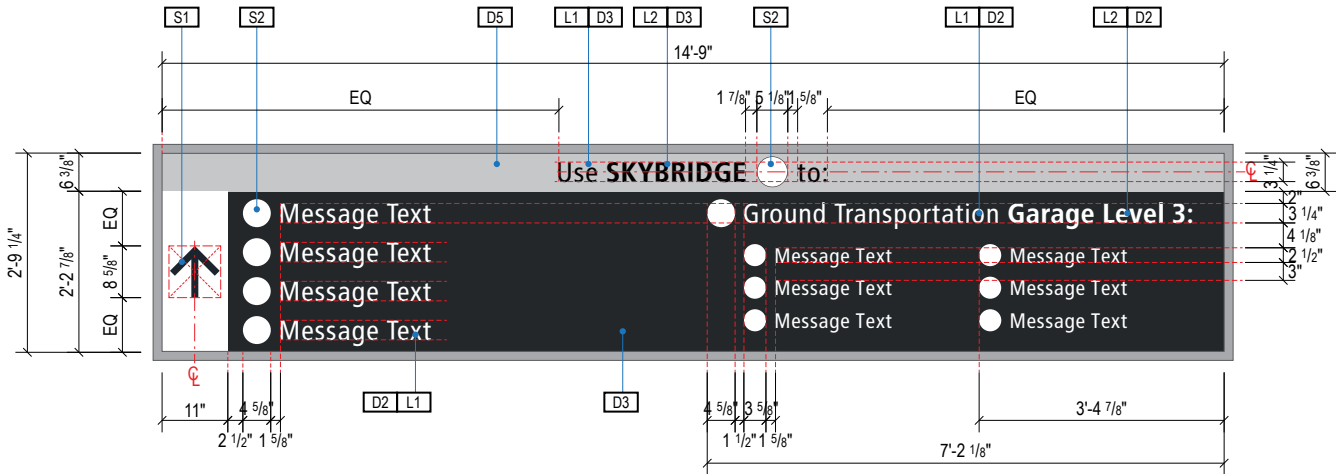 S1 S2 D5 L1 D3 L2 D3 S2 L1 D2 L2 D2
14'-9"
EQ 1 7/8" 5 1/8" 1 5/8" EQ
2'-9 1/4"
6 3/8"
2'-2 7/8"
EQ
8 5/8"
EQ
Use SKYBRIDGE to:
Message Text
Message Text
Message Text
Message Text
Ground Transportation Garage Level 3:
Message Text Message Text
Message Text Message Text
Message Text Message Text
3 1/4"
6 3/8"
2"
3 1/4"
4 1/8"
2 1/2"
3"
D2 L1 D3
11" 4 5/8" 4 5/8" 3 5/8" 3'-4 7/8"
2 1/2" 1 5/8" 1 1/2" 1 5/8"
7'-2 1/8"